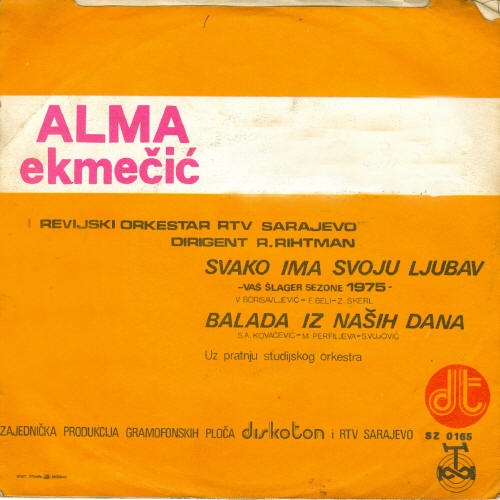 ALMA
ekmečić
I REVIJSKI ORKESTAR RTV SARAJEVO
DIRIGENT R.RIHTMAN
SVAKO IMA SVOJU LJUBAV
-VAŠ ŠLAGER SEZONE 1975-
V. BORISAVLJEVIĆ-F. BELI-Z. SKERL
BALADA IZ NAŠIH DANA
S.A. KOVAČEVIĆ-M. PERFILJEVA-S.VUJOVIĆ
Uz pratnju studijskog orkestra
dt
ZAJEDNIČKA PRODUKCIJA GRAMOFONSKIH PLOČA diskoton i RTV SARAJEVO
SZ 0165